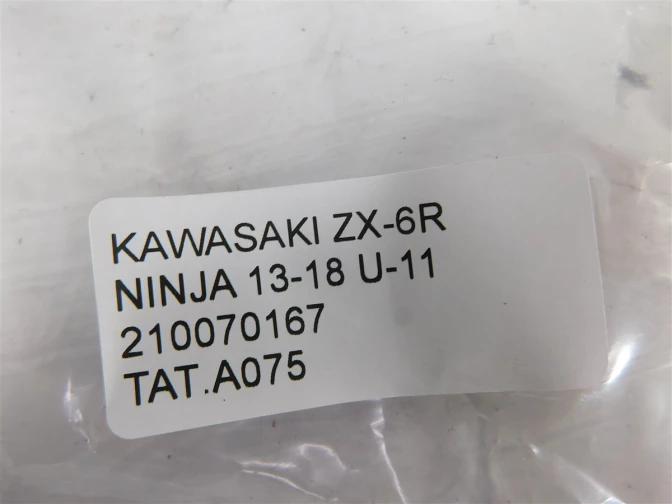 KAWASAKI ZX-6R
NINJA 13-18 U-11
210070167
TAT.A075